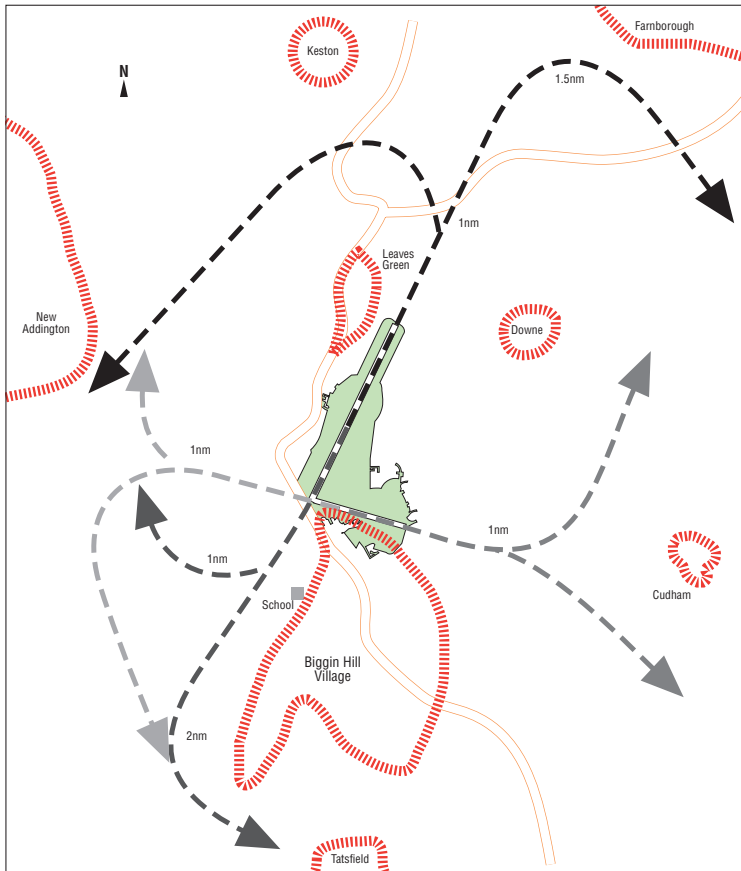 Farnborough
Keston
N
1.5nm
1nm
Leaves
Green
New
Addington
Downe
1nm
1nm
1nm
School
Cudham
Biggin Hill
Village
2nm
Tatsfield